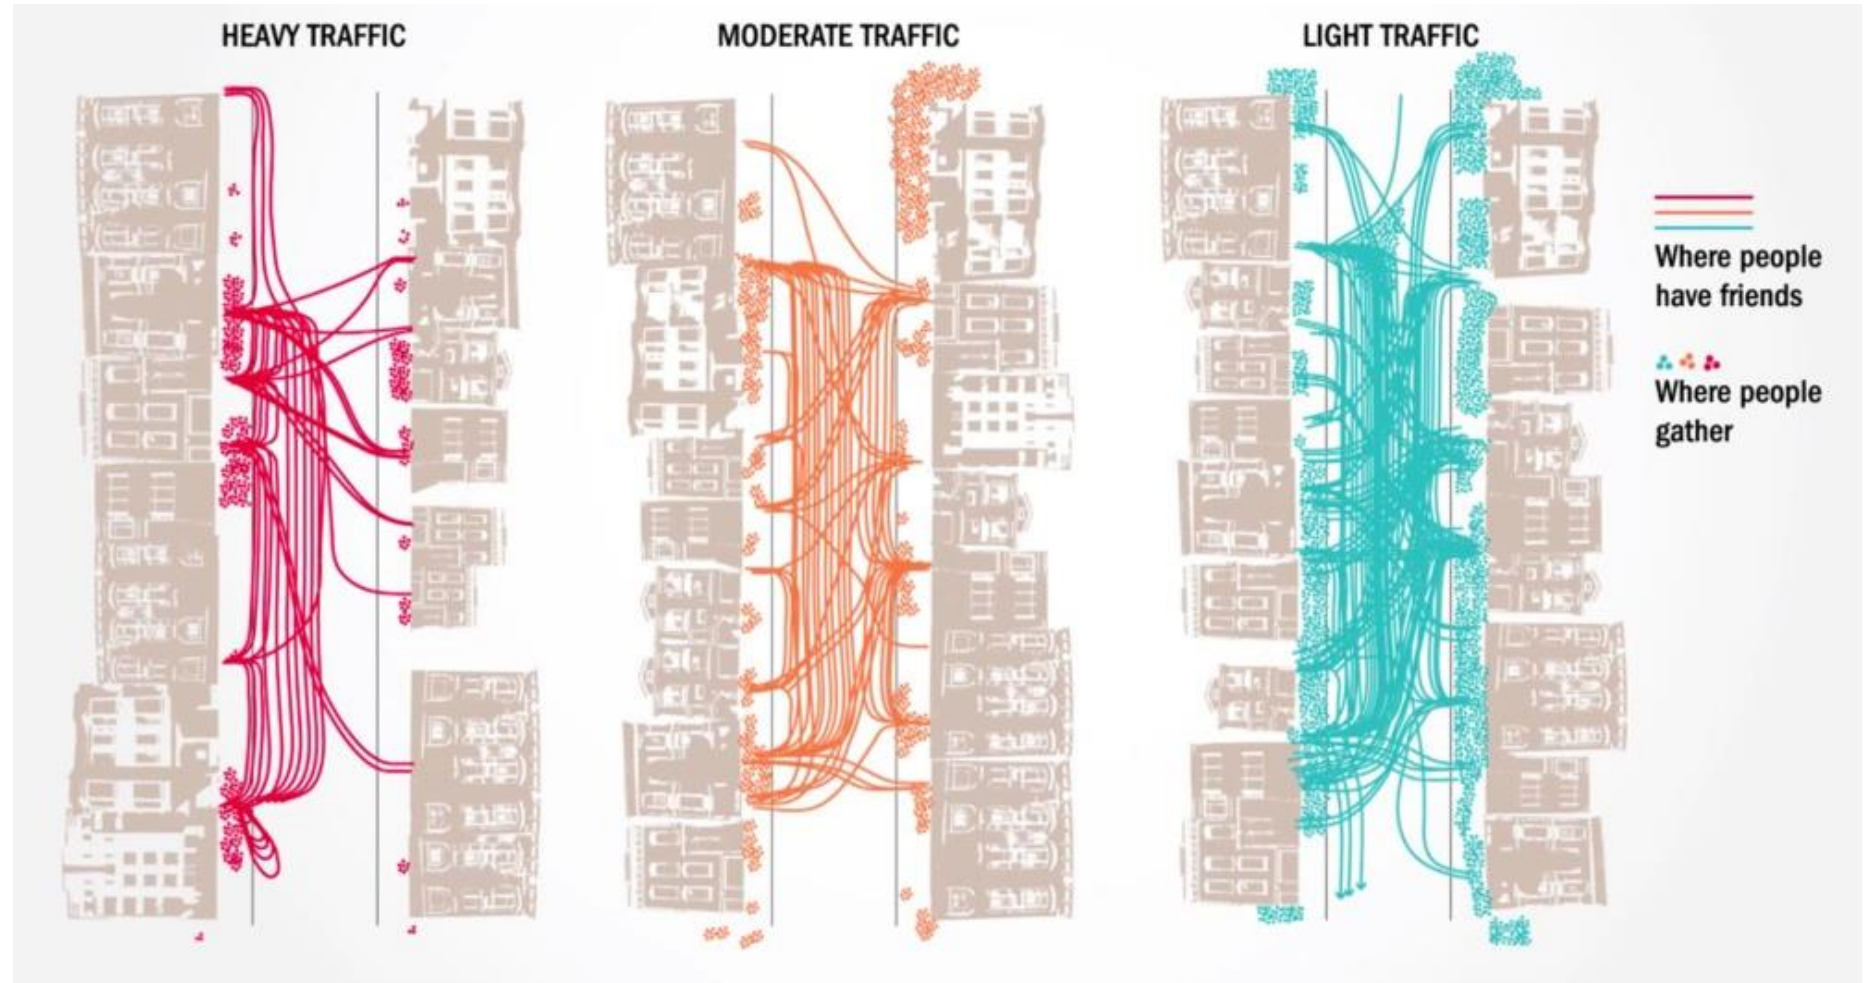 HEAVY TRAFFIC
MODERATE TRAFFIC
LIGHT TRAFFIC
Where people
have friends
Where people
gather